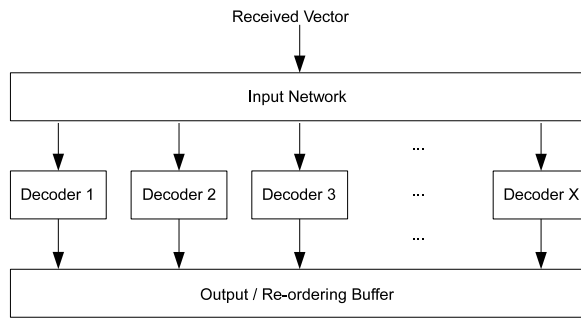 Received Vector
Input Network
...
Decoder 1 Decoder 2 Decoder 3 ... Decoder X
...
Output / Re-ordering Buffer